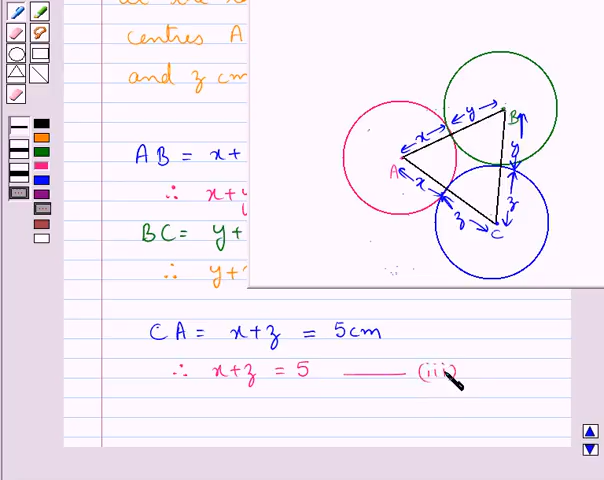 centres A
and z cm
AB = x+
∴ x+y
BC = y+
∴ y+
CA = x+z = 5cm
∴ x+z = 5 ——— (iii)
x
y
B
A
y
x
z
z
C